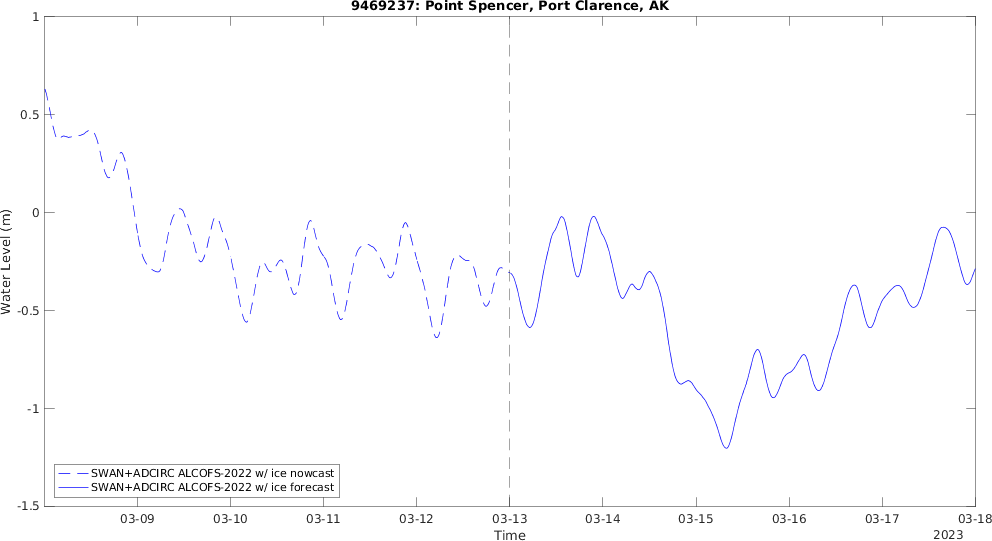 9469237: Point Spencer, Port Clarence, AK
1
0.5
0
-0.5
-1
-1.5
Water Level (m)
SWAN+ADCIRC ALCOFS-2022 w/ ice nowcast
SWAN+ADCIRC ALCOFS-2022 w/ ice forecast
03-09 03-10 03-11 03-12 03-13 03-14 03-15 03-16 03-17 03-18
Time
2023